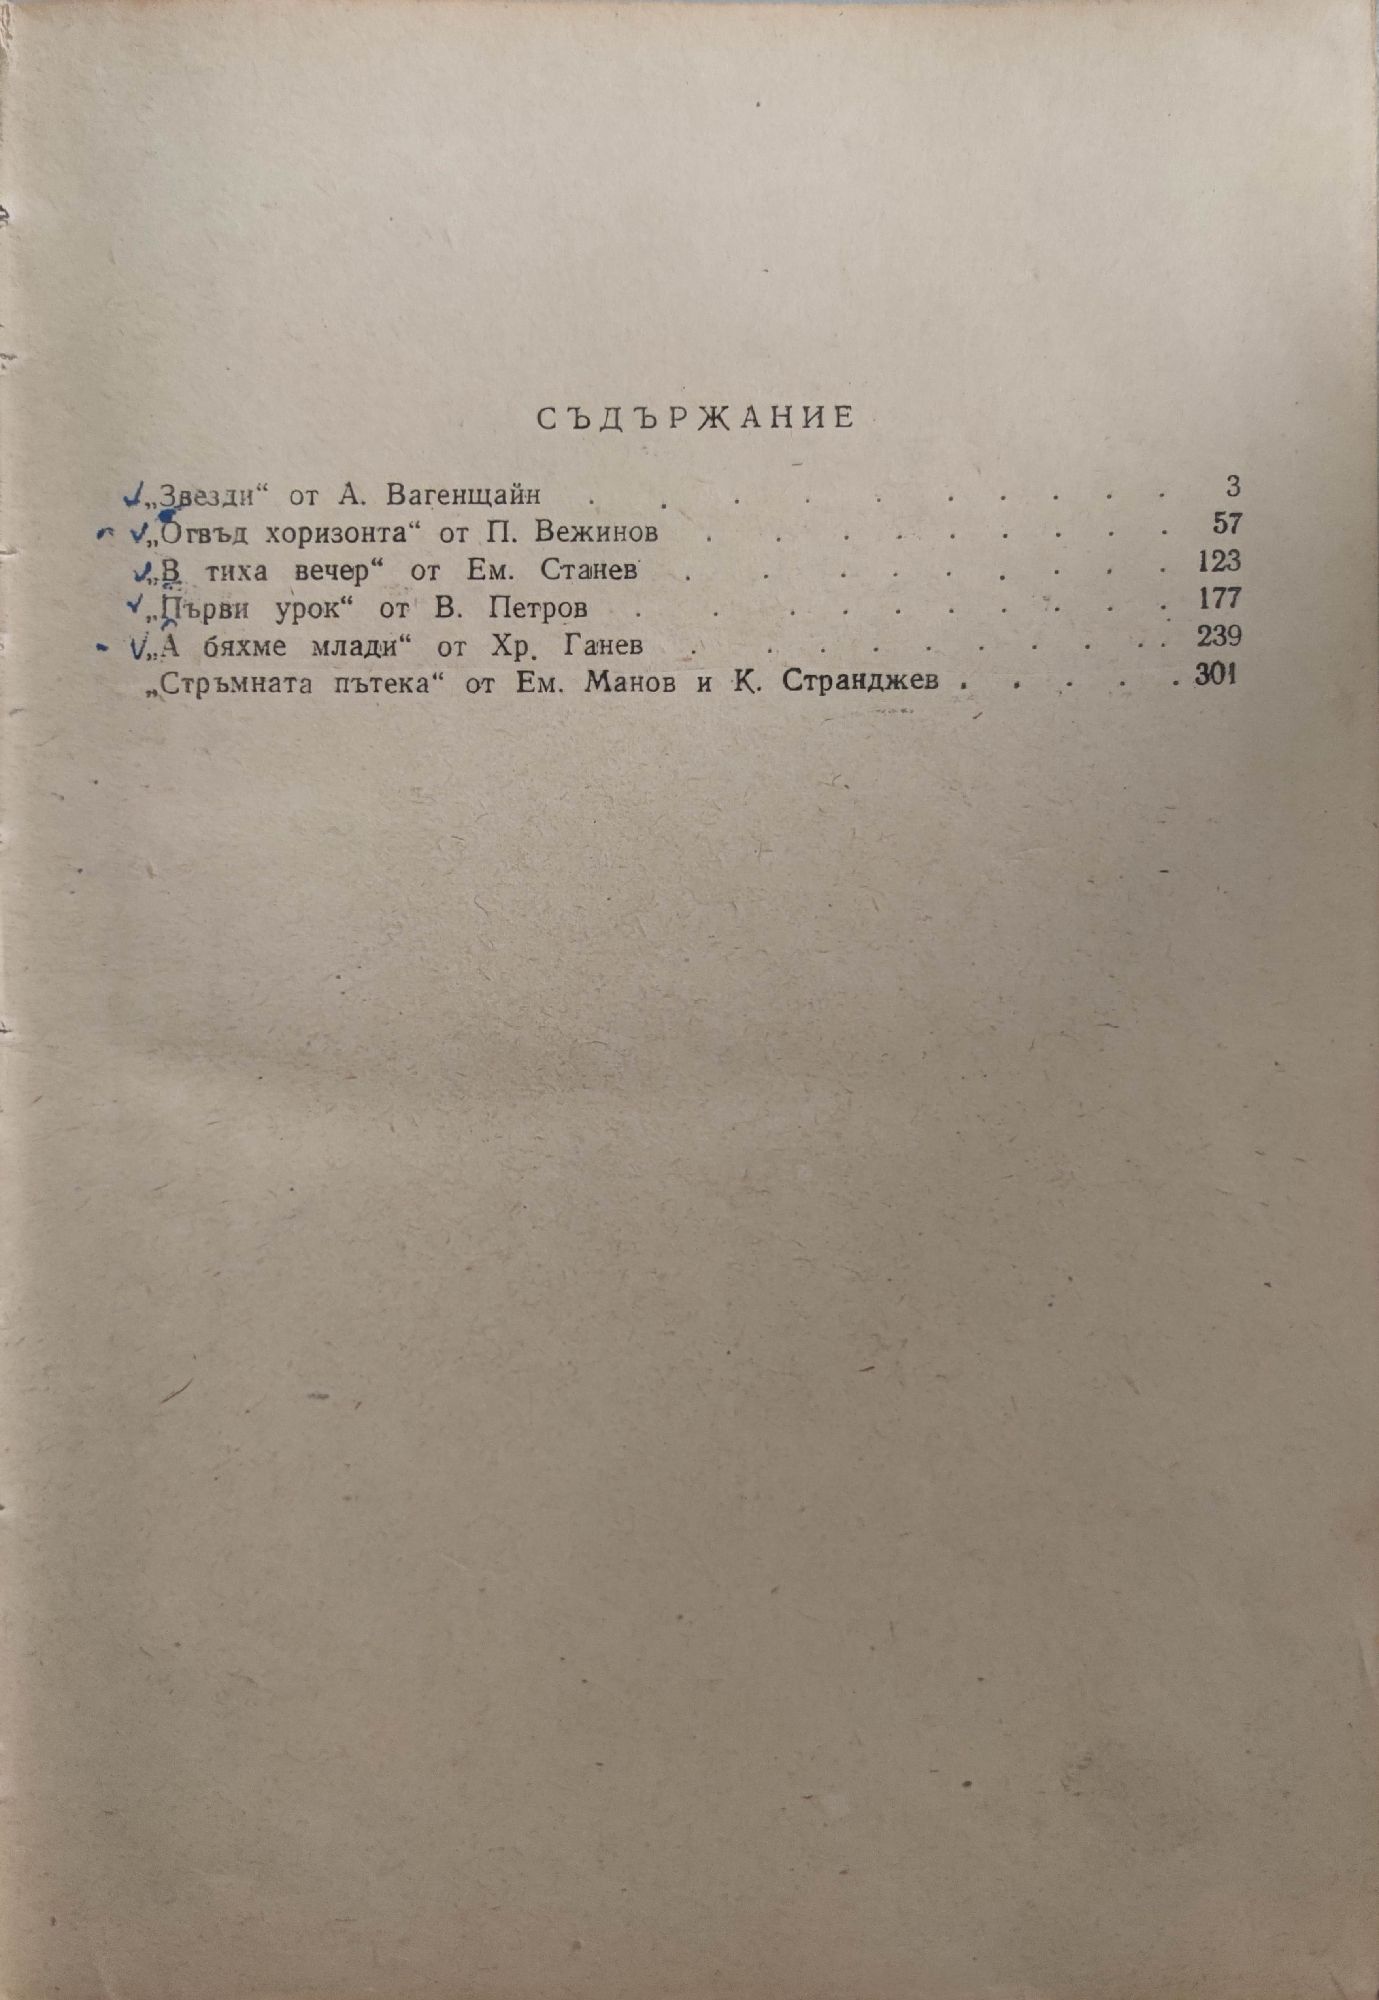 СЪДЪРЖАНИЕ
„Звезди“ от А. Вагенщайн . . . . . . . . . . 3
„Отвъд хоризонта“ от П. Вежинов . . . . . . . . 57
„В тиха вечер“ от Ем. Станев . . . . . . . . . 123
„Първи урок“ от В. Петров . . . . . . . . . . 177
„А бяхме млади“ от Хр. Ганев . . . . . . . . . . 239
„Стръмната пътека“ от Ем. Манов и К. Странджев . . . . . 301